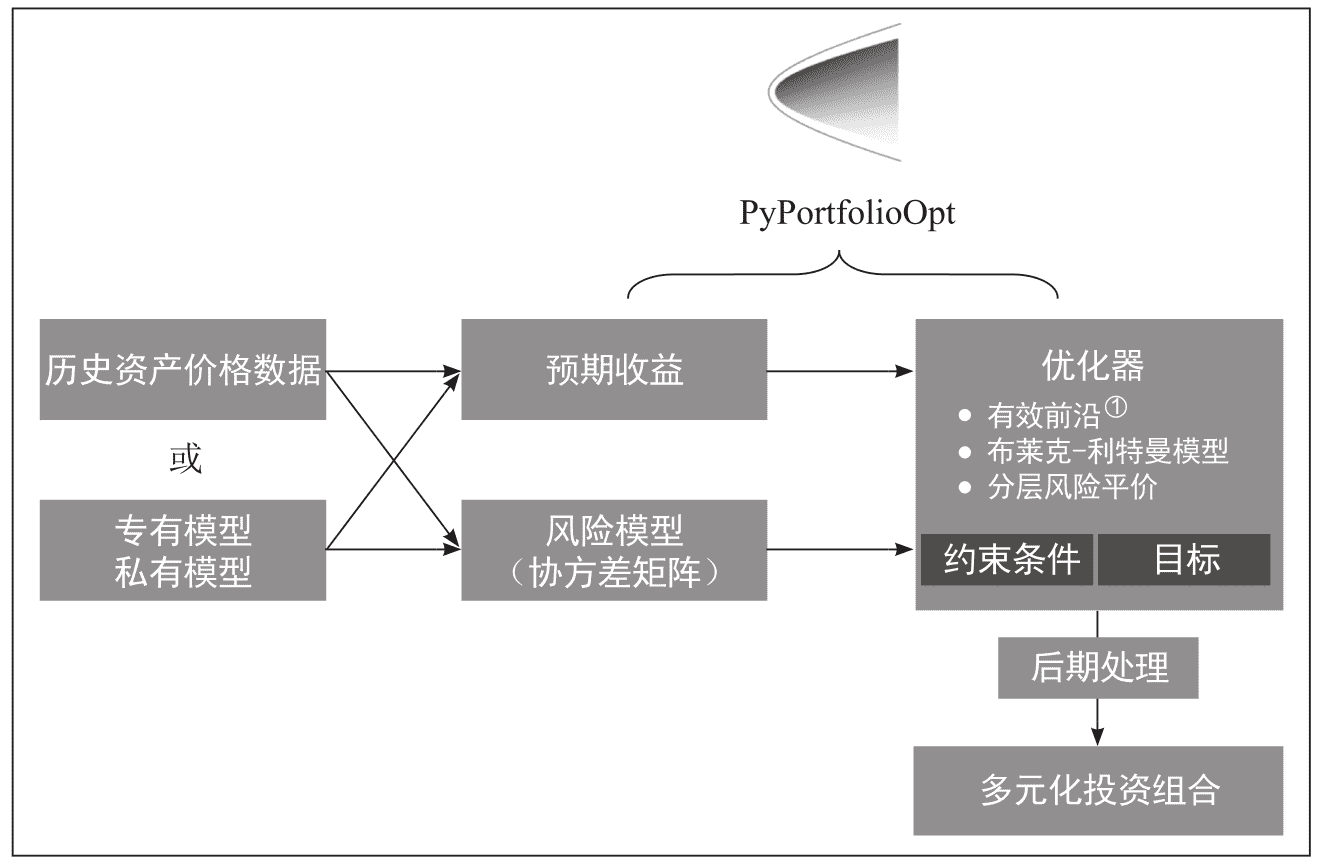 PyPortfolioOpt
历史资产价格数据
或
专有模型
私有模型
预期收益
风险模型
（协方差矩阵）
优化器
● 有效前沿①
● 布莱克-利特曼模型
● 分层风险平价
约束条件
目标
后期处理
多元化投资组合